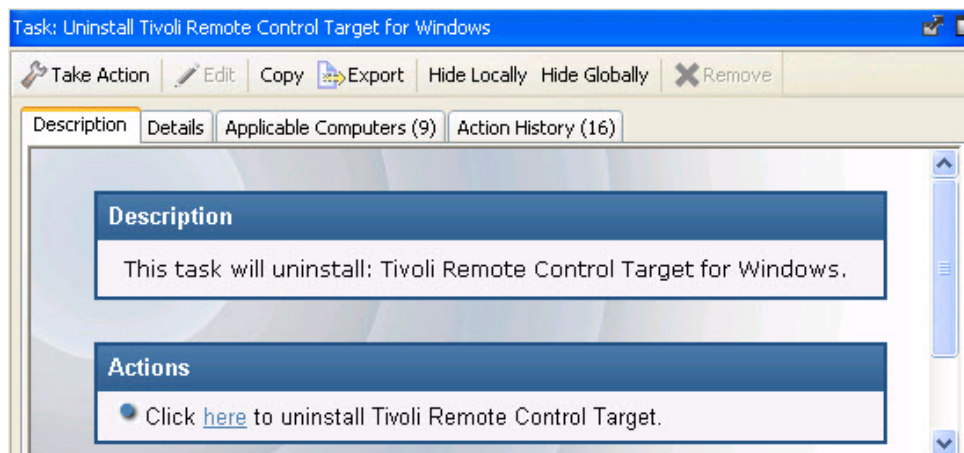 Task: Uninstall Tivoli Remote Control Target for Windows
Take Action Edit Copy Export Hide Locally Hide Globally Remove
Description Details Applicable Computers (9) Action History (16)
Description
This task will uninstall: Tivoli Remote Control Target for Windows.
Actions
Click here to uninstall Tivoli Remote Control Target.